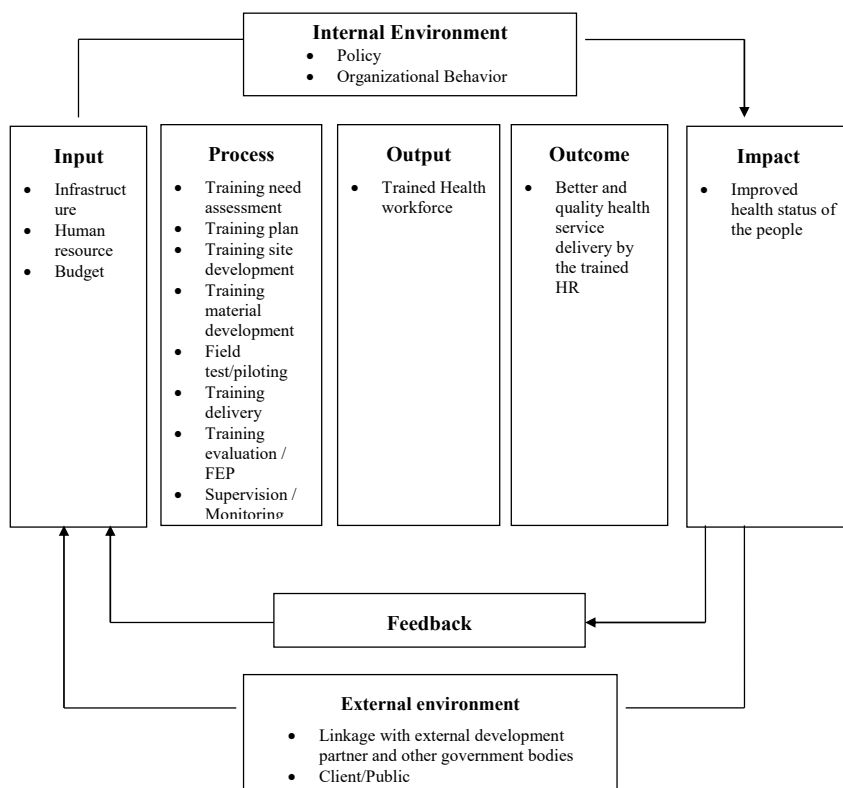 Internal Environment
• Policy
• Organizational Behavior
Input
• Infrastruct
ure
• Human
resource
• Budget
Process
• Training need
assessment
• Training plan
• Training site
development
• Training
material
development
• Field
test/piloting
• Training
delivery
• Training
evaluation /
FEP
• Supervision /
Monitoring
Output
• Trained Health
workforce
Outcome
• Better and
quality health
service
delivery by
the trained
HR
Impact
• Improved
health status of
the people
Feedback
External environment
• Linkage with external development
partner and other government bodies
• Client/Public